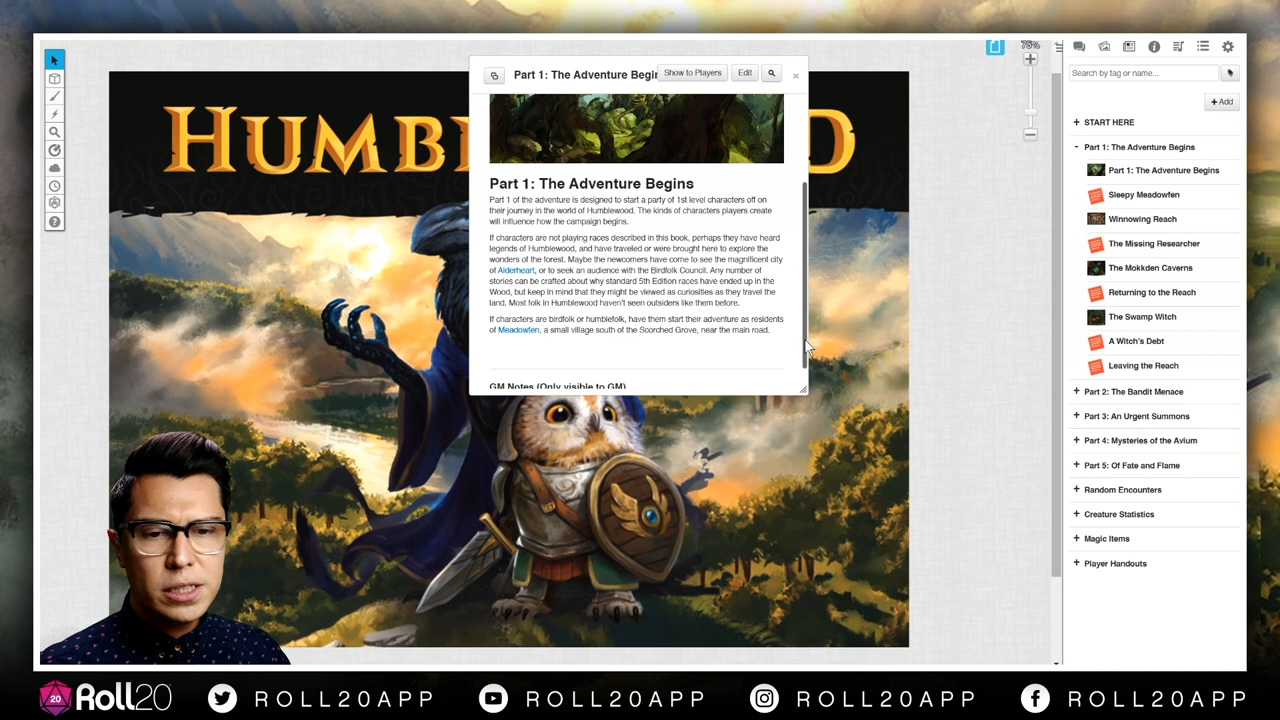 HUMB
D
Part 1: The Adventure Begin
Show to Players
Edit
Part 1: The Adventure Begins
Part 1 of the adventure is designed to start a party of 1st level characters off on
their journey in the world of Humblewood. The kinds of characters players create
will influence how the campaign begins.
If characters are not playing races described in this book, perhaps they have heard
legends of Humblewood, and have traveled or were brought here to explore the
wonders of the forest. Maybe the newcomers have come to see the magnificent city
of Alderheart, or to seek an audience with the Birdfolk Council. Any number of
stories can be crafted about why standard 5th Edition races have ended up in the
Wood, but keep in mind that they might be viewed as curiosities as they travel the
land. Most folk in Humblewood haven't seen outsiders like them before.
If characters are birdfolk or humblefolk, have them start their adventure as residents
of Meadowfen, a small village south of the Scorched Grove, near the main road.
GM Notes (Only visible to GM)
75%
Search by tag or name...
+ Add
+ START HERE
- Part 1: The Adventure Begins
Part 1: The Adventure Begins
Sleepy Meadowfen
Winnowing Reach
The Missing Researcher
The Mokkden Caverns
Returning to the Reach
The Swamp Witch
A Witch's Debt
Leaving the Reach
+ Part 2: The Bandit Menace
+ Part 3: An Urgent Summons
+ Part 4: Mysteries of the Avium
+ Part 5: Of Fate and Flame
+ Random Encounters
+ Creature Statistics
+ Magic Items
+ Player Handouts
20 Roll20
ROLL20APP
ROLL20APP
ROLL20APP
ROLL20APP